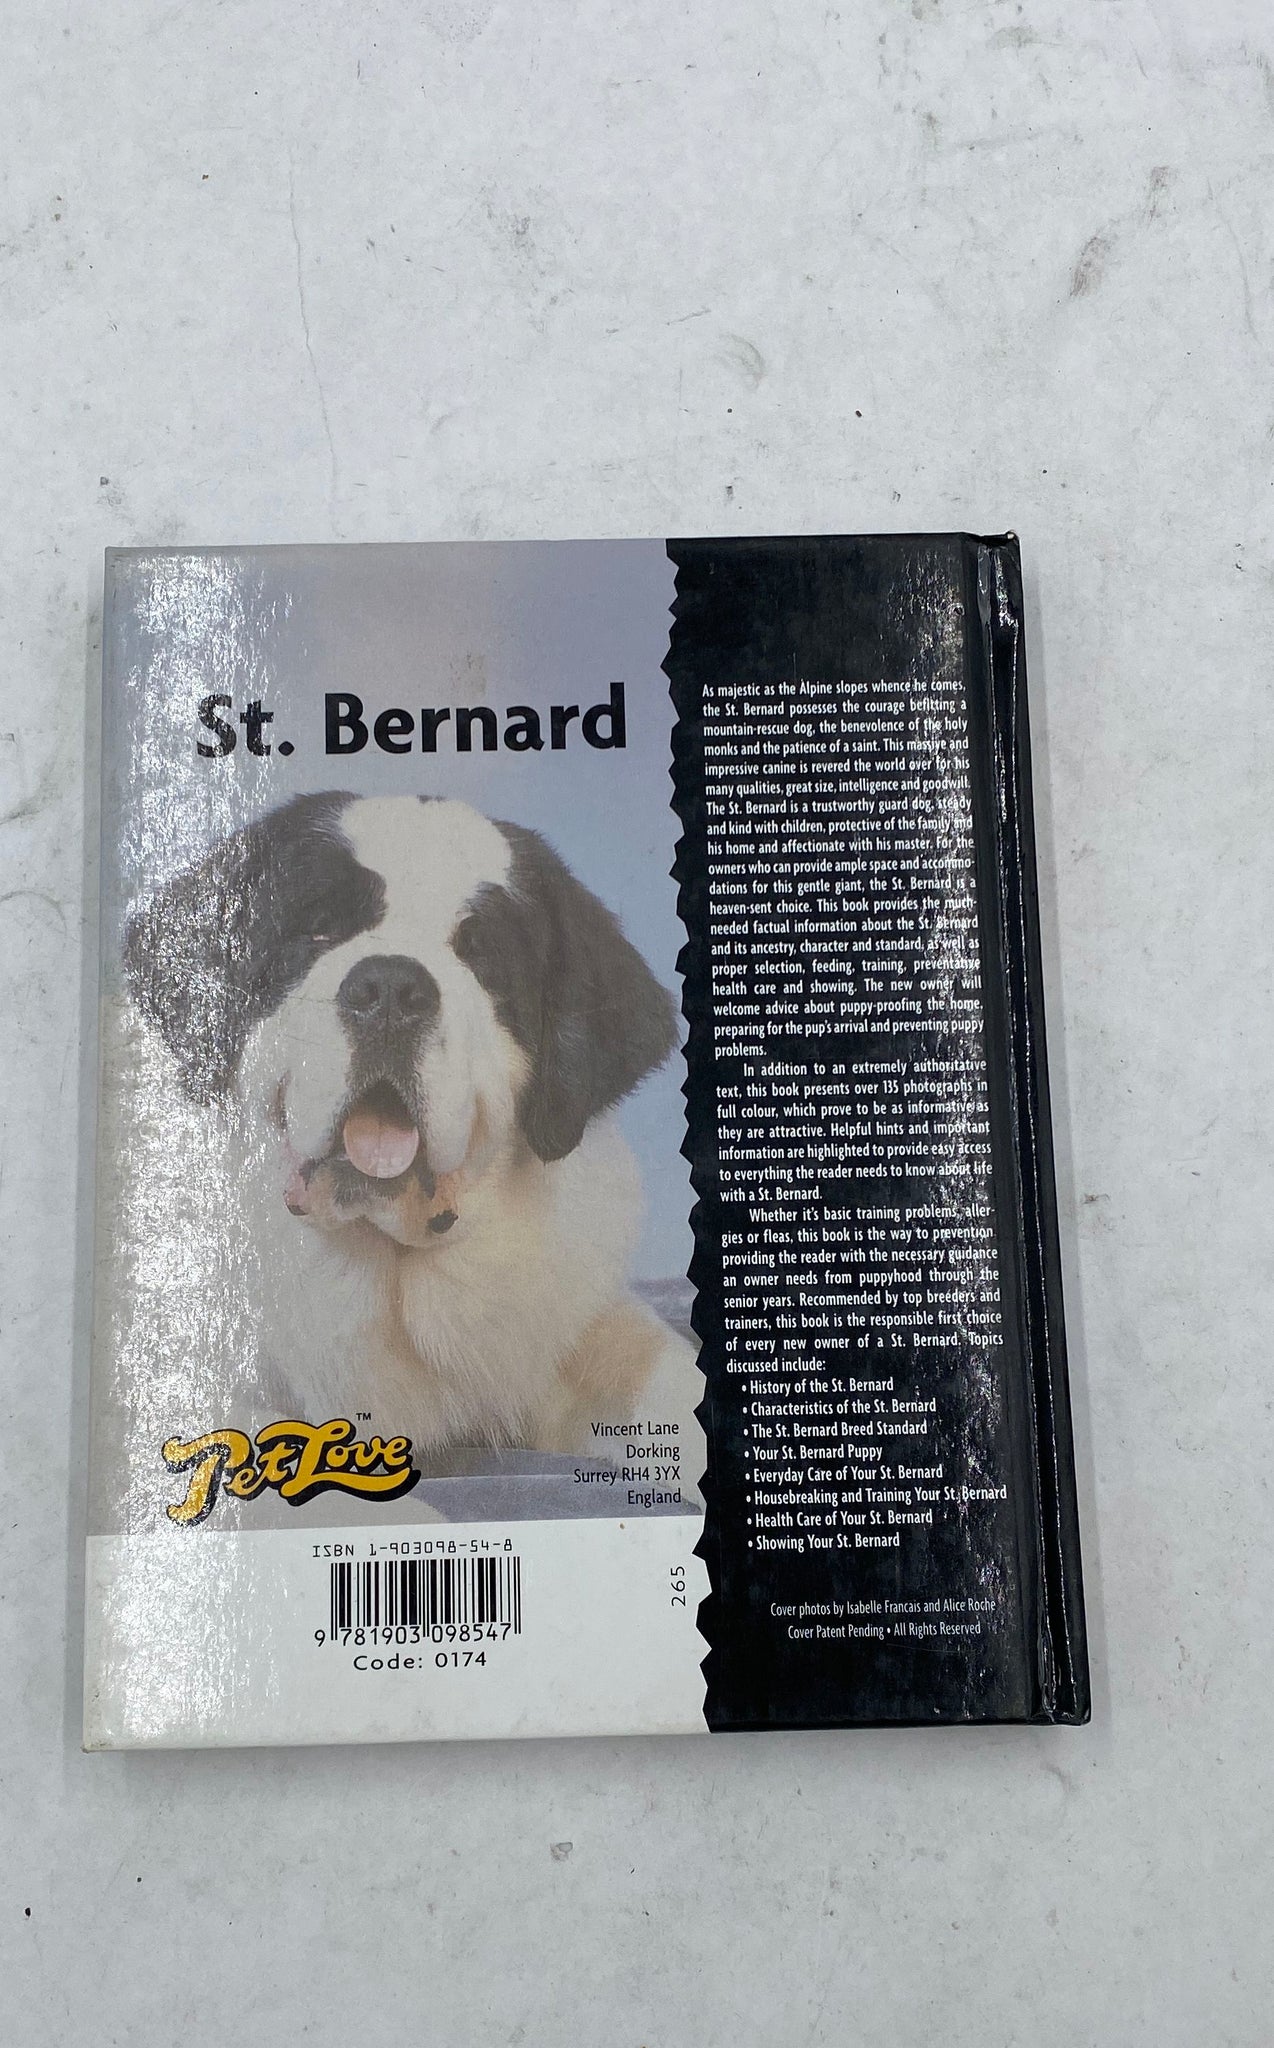 St. Bernard
As majestic as the Alpine slopes whence he comes,
the St. Bernard possesses the courage befitting a
mountain-rescue dog, the benevolence of the holy
monks and the patience of a saint. This massive and
impressive canine is revered the world over for his
many qualities, great size, intelligence and goodwill.
The St. Bernard is a trustworthy guard dog, steady
and kind with children, protective of the family and
his home and affectionate with his master. For the
owners who can provide ample space and accommo-
dations for this gentle giant, the St. Bernard is a
heaven-sent choice. This book provides the much-
needed factual information about the St. Bernard
and its ancestry, character and standard, as well as
proper selection, feeding, training, preventative
health care and showing. The new owner will
welcome advice about puppy-proofing the home,
preparing for the pup's arrival and preventing puppy
problems.
In addition to an extremely authoritative
text, this book presents over 135 photographs in
full colour, which prove to be as informative as
they are attractive. Helpful hints and important
information are highlighted to provide easy access
to everything the reader needs to know about life
with a St. Bernard.
Whether it's basic training problems, aller-
gies or fleas, this book is the way to prevention,
providing the reader with the necessary guidance
an owner needs from puppyhood through the
senior years. Recommended by top breeders and
trainers, this book is the responsible first choice
of every new owner of a St. Bernard. Topics
discussed include:
• History of the St. Bernard
• Characteristics of the St. Bernard
• The St. Bernard Breed Standard
• Your St. Bernard Puppy
• Everyday Care of Your St. Bernard
• Housebreaking and Training Your St. Bernard
• Health Care of Your St. Bernard
• Showing Your St. Bernard
Cover photos by Isabelle Francais and Alice Roche
Cover Patent Pending • All Rights Reserved
PetLove™
Vincent Lane
Dorking
Surrey RH4 3YX
England
ISBN 1-903098-54-8
9 781903 098547
Code: 0174
265